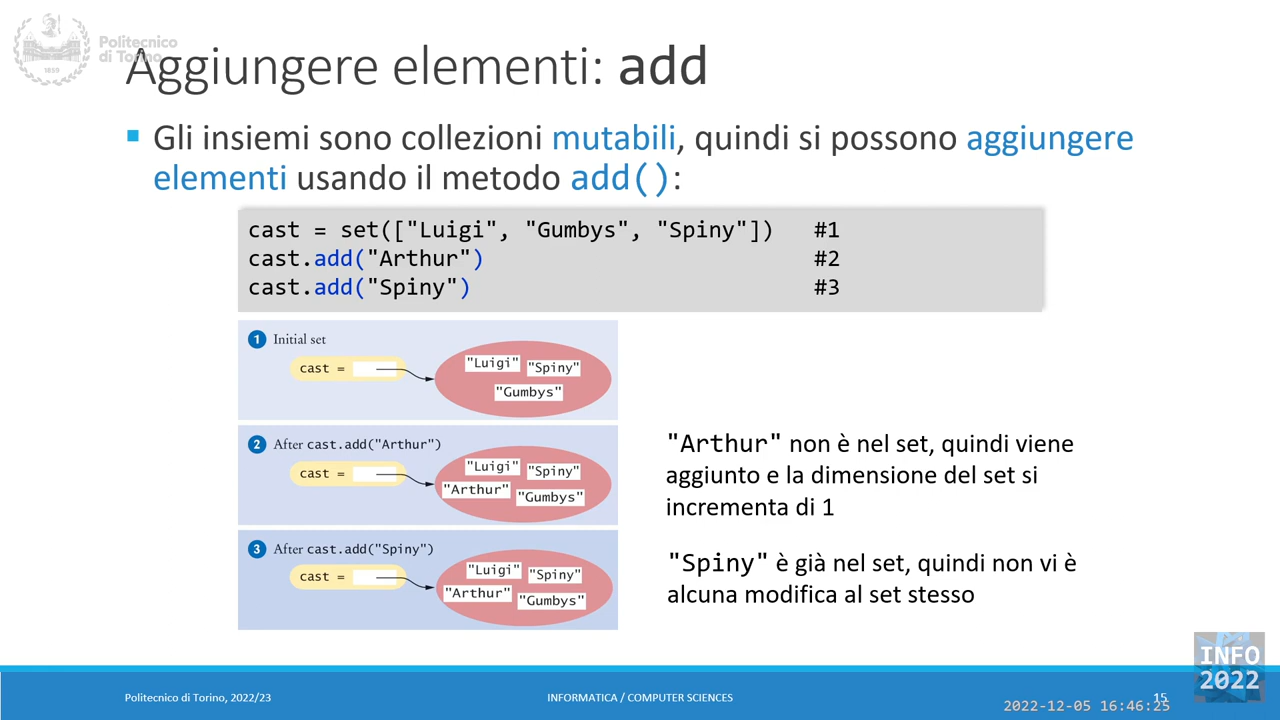 Politecnico
di Torino
1859
Aggiungere elementi: add
Gli insiemi sono collezioni mutabili, quindi si possono aggiungere
elementi usando il metodo add():
cast = set(["Luigi", "Gumbys", "Spiny"]) #1
cast.add("Arthur") #2
cast.add("Spiny") #3
1 Initial set
cast =
"Luigi" "Spiny"
"Gumbys"
2 After cast.add("Arthur")
cast =
"Luigi" "Spiny"
"Arthur" "Gumbys"
"Arthur" non è nel set, quindi viene
aggiunto e la dimensione del set si
incrementa di 1
3 After cast.add("Spiny")
cast =
"Luigi" "Spiny"
"Arthur" "Gumbys"
"Spiny" è già nel set, quindi non vi è
alcuna modifica al set stesso
INFO
2022
Politecnico di Torino, 2022/23
INFORMATICA / COMPUTER SCIENCES
15
2022-12-05 16:46:25